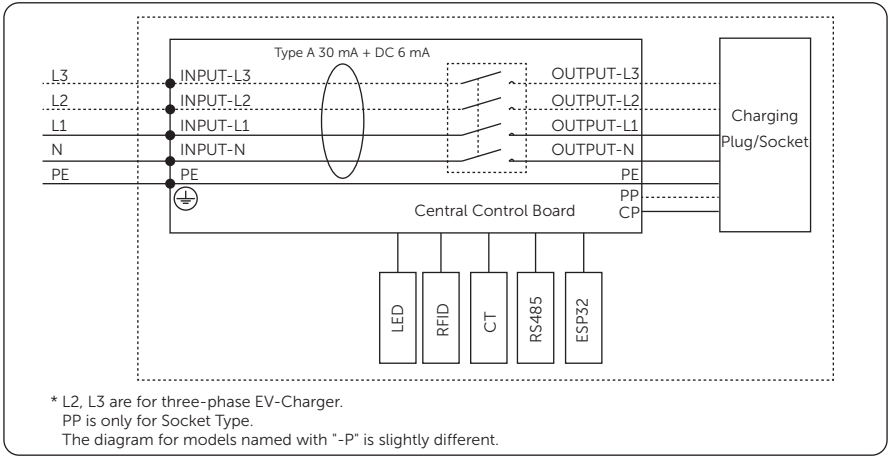 Type A 30 mA + DC 6 mA
L3 INPUT-L3 OUTPUT-L3
L2 INPUT-L2 OUTPUT-L2
L1 INPUT-L1 OUTPUT-L1
N INPUT-N OUTPUT-N
PE PE PE
PP
CP
Central Control Board
Charging
Plug/Socket
LED
RFID
CT
RS485
ESP32
* L2, L3 are for three-phase EV-Charger.
PP is only for Socket Type.
The diagram for models named with "-P" is slightly different.